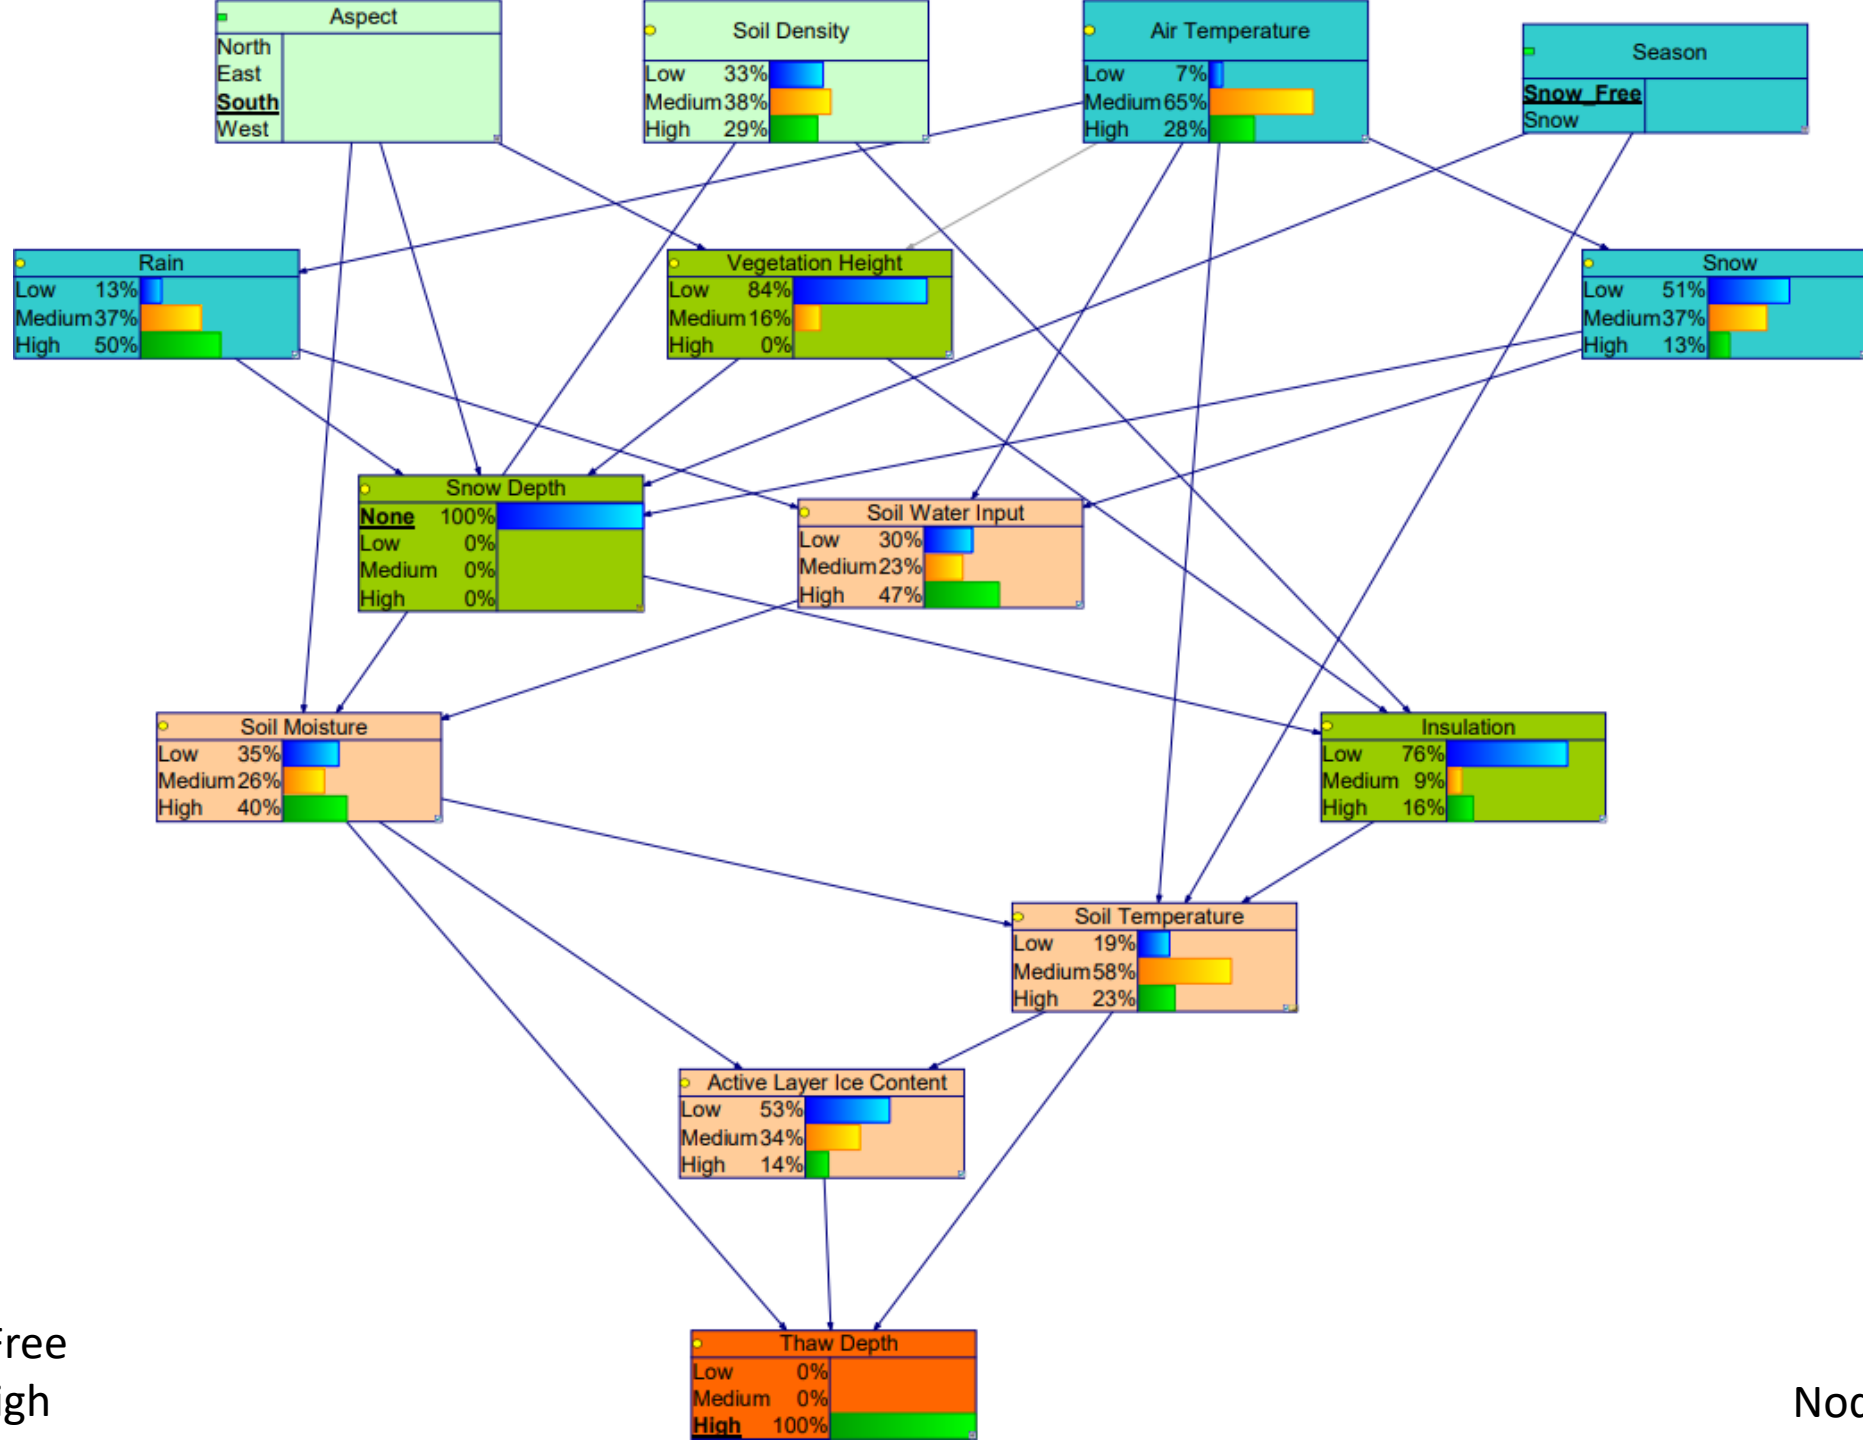 Aspect
North
East
South
West
Soil Density
Low 33%
Medium 38%
High 29%
Air Temperature
Low 7%
Medium 65%
High 28%
Season
Snow_Free
Snow
Rain
Low 13%
Medium 37%
High 50%
Vegetation Height
Low 84%
Medium 16%
High 0%
Snow
Low 51%
Medium 37%
High 13%
Snow Depth
None 100%
Low 0%
Medium 0%
High 0%
Soil Water Input
Low 30%
Medium 23%
High 47%
Soil Moisture
Low 35%
Medium 26%
High 40%
Insulation
Low 76%
Medium 9%
High 16%
Soil Temperature
Low 19%
Medium 58%
High 23%
Active Layer Ice Content
Low 53%
Medium 34%
High 14%
Thaw Depth
Low 0%
Medium 0%
High 100%